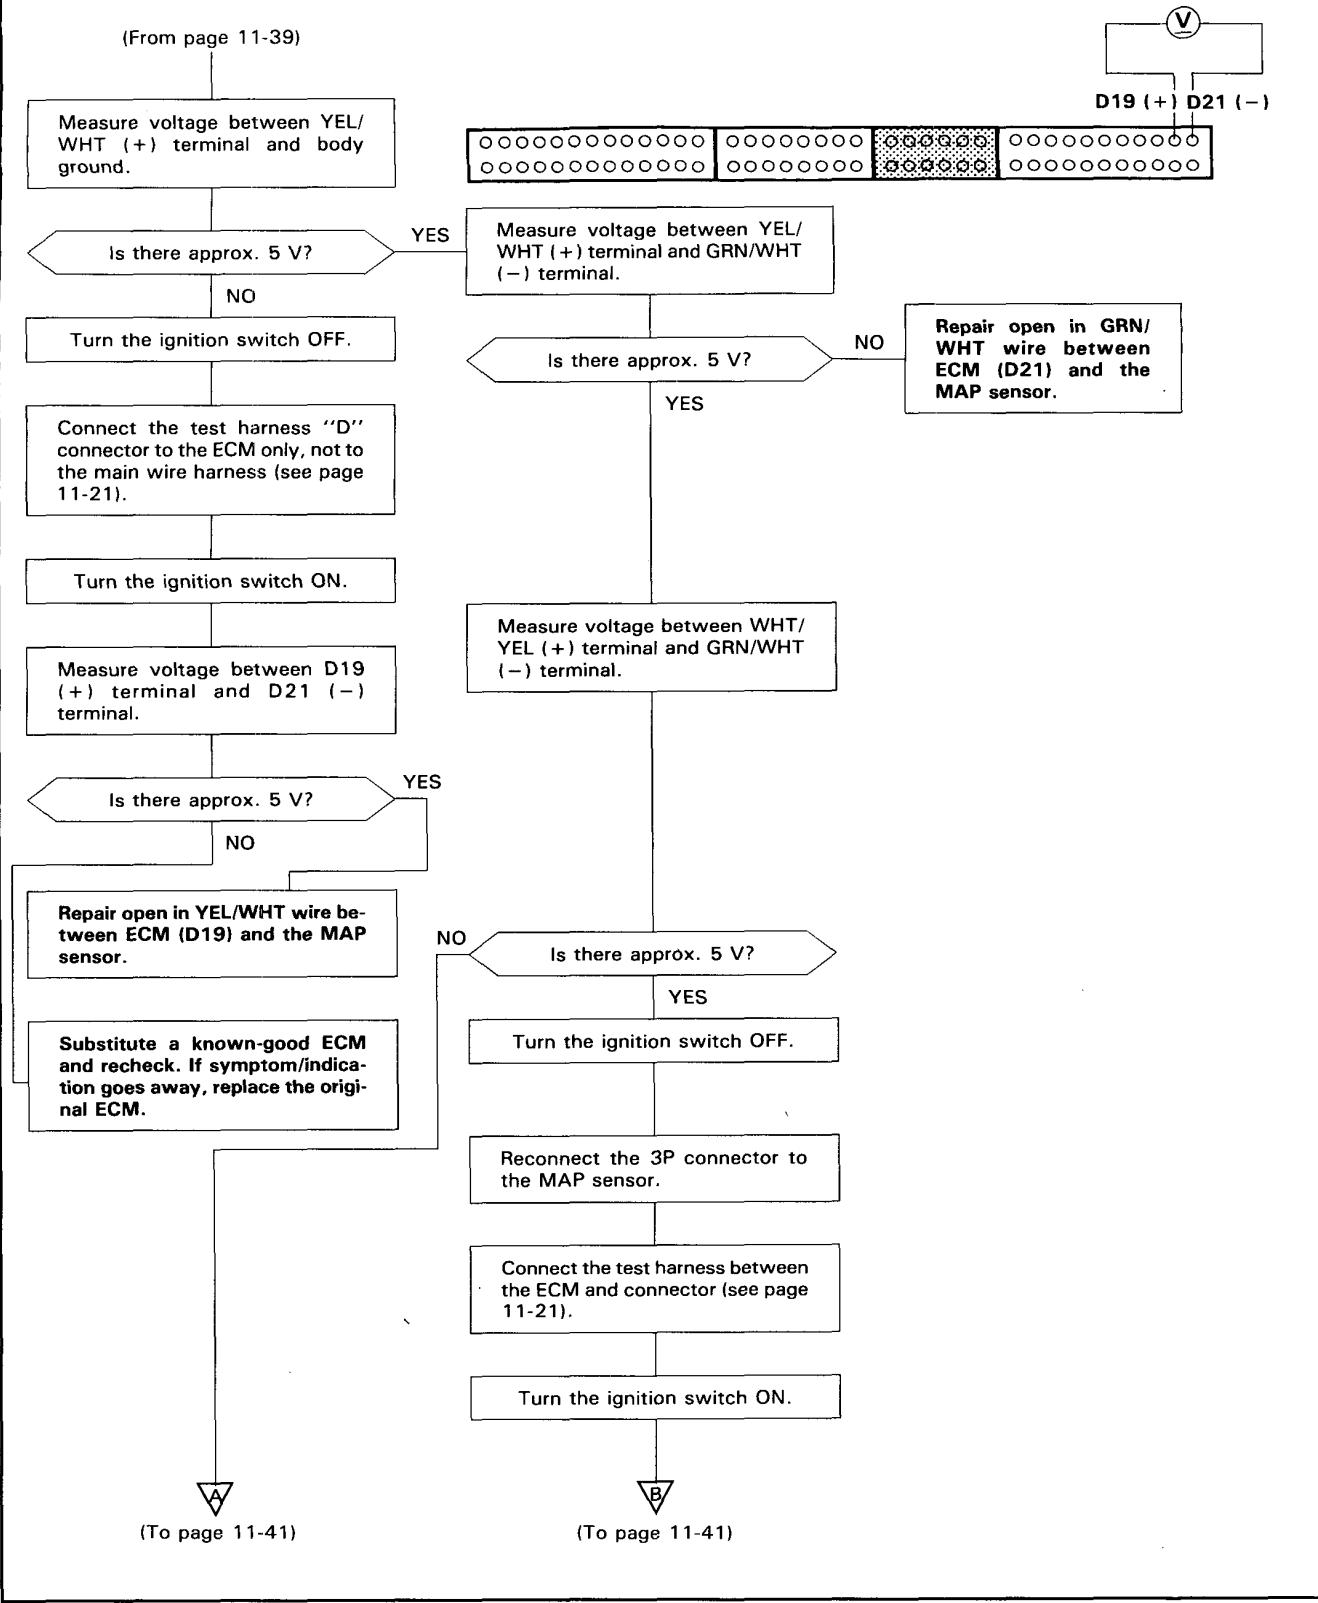 (From page 11-39)
V
D19 (+) D21 (−)
Measure voltage between YEL/
WHT (+) terminal and body
ground.
Is there approx. 5 V?
YES
NO
Measure voltage between YEL/
WHT (+) terminal and GRN/WHT
(−) terminal.
Turn the ignition switch OFF.
Is there approx. 5 V?
NO
YES
Repair open in GRN/
WHT wire between
ECM (D21) and the
MAP sensor.
Connect the test harness "D"
connector to the ECM only, not to
the main wire harness (see page
11-21).
Turn the ignition switch ON.
Measure voltage between D19
(+) terminal and D21 (−)
terminal.
Measure voltage between WHT/
YEL (+) terminal and GRN/WHT
(−) terminal.
Is there approx. 5 V?
YES
NO
Repair open in YEL/WHT wire be-
tween ECM (D19) and the MAP
sensor.
Substitute a known-good ECM
and recheck. If symptom/indica-
tion goes away, replace the origi-
nal ECM.
NO
Is there approx. 5 V?
YES
Turn the ignition switch OFF.
Reconnect the 3P connector to
the MAP sensor.
Connect the test harness between
the ECM and connector (see page
11-21).
Turn the ignition switch ON.
A
(To page 11-41)
B
(To page 11-41)